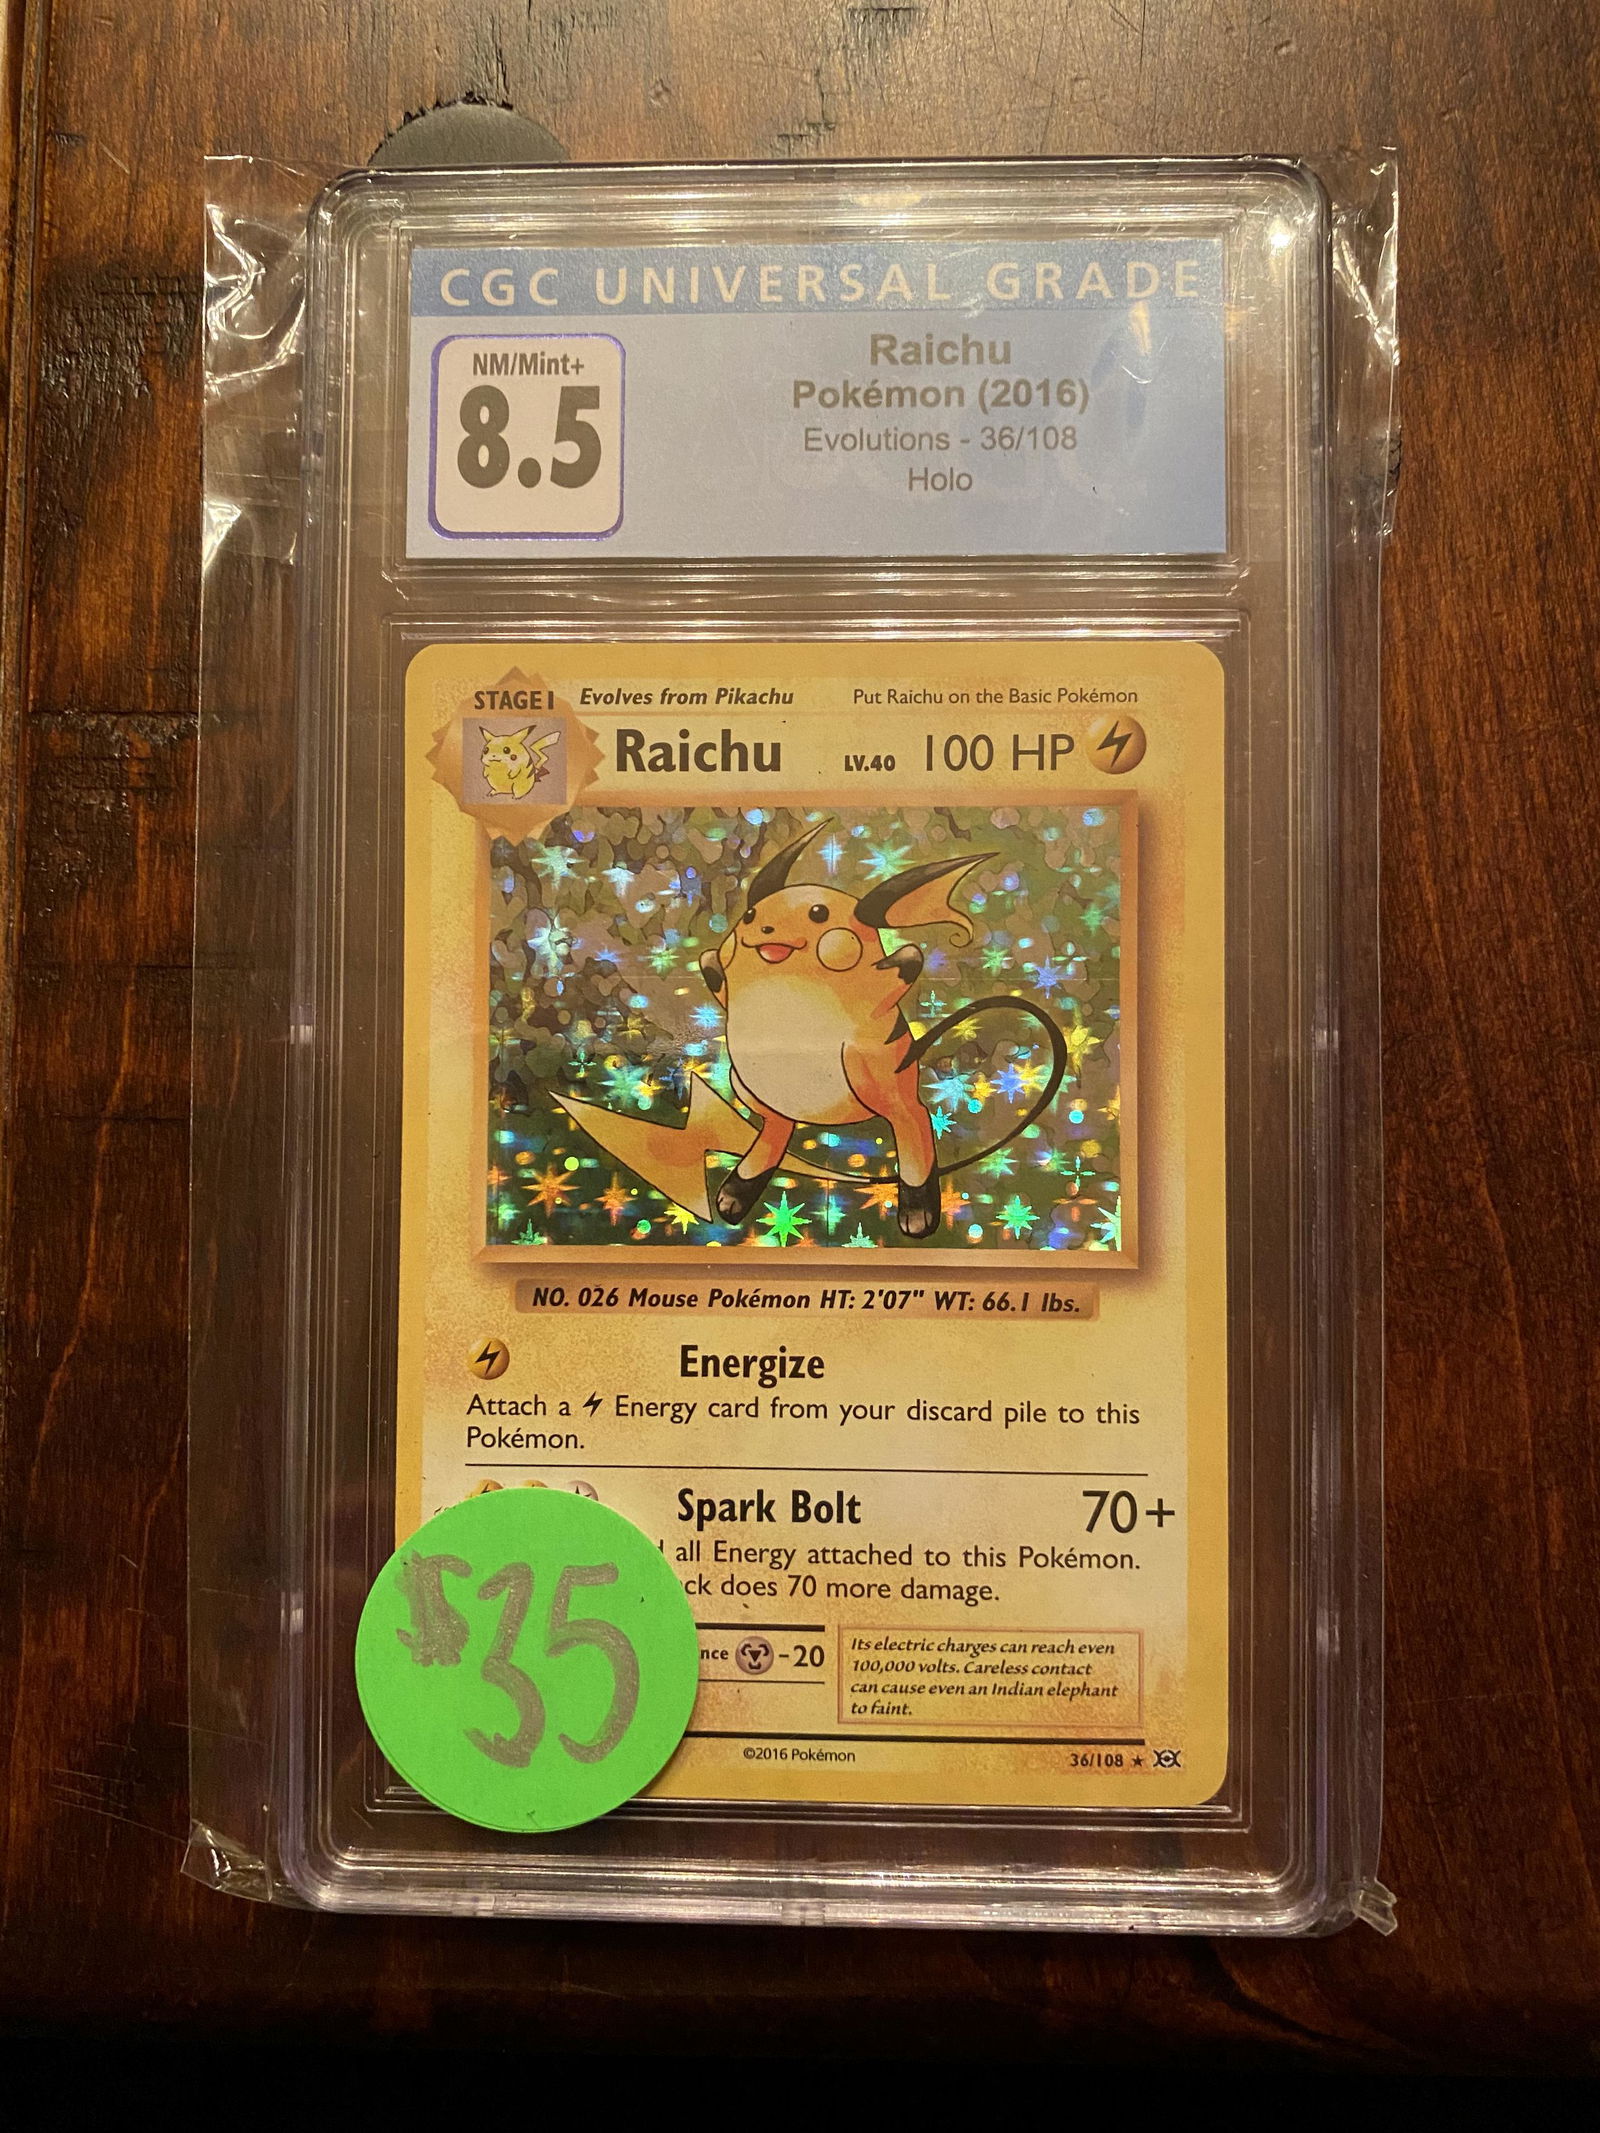 CGC UNIVERSAL GRADE
NM/Mint+
8.5
Raichu
Pokémon (2016)
Evolutions - 36/108
Holo
STAGE 1 Evolves from Pikachu Put Raichu on the Basic Pokémon
Raichu LV.40 100 HP
NO. 026 Mouse Pokémon HT: 2'07" WT: 66.1 lbs.
Energize
Attach a Energy card from your discard pile to this
Pokémon.
Spark Bolt 70+
all Energy attached to this Pokémon.
ck does 70 more damage.
nce -20
Its electric charges can reach even
100,000 volts. Careless contact
can cause even an Indian elephant
to faint.
©2016 Pokémon 36/108 ★
$35